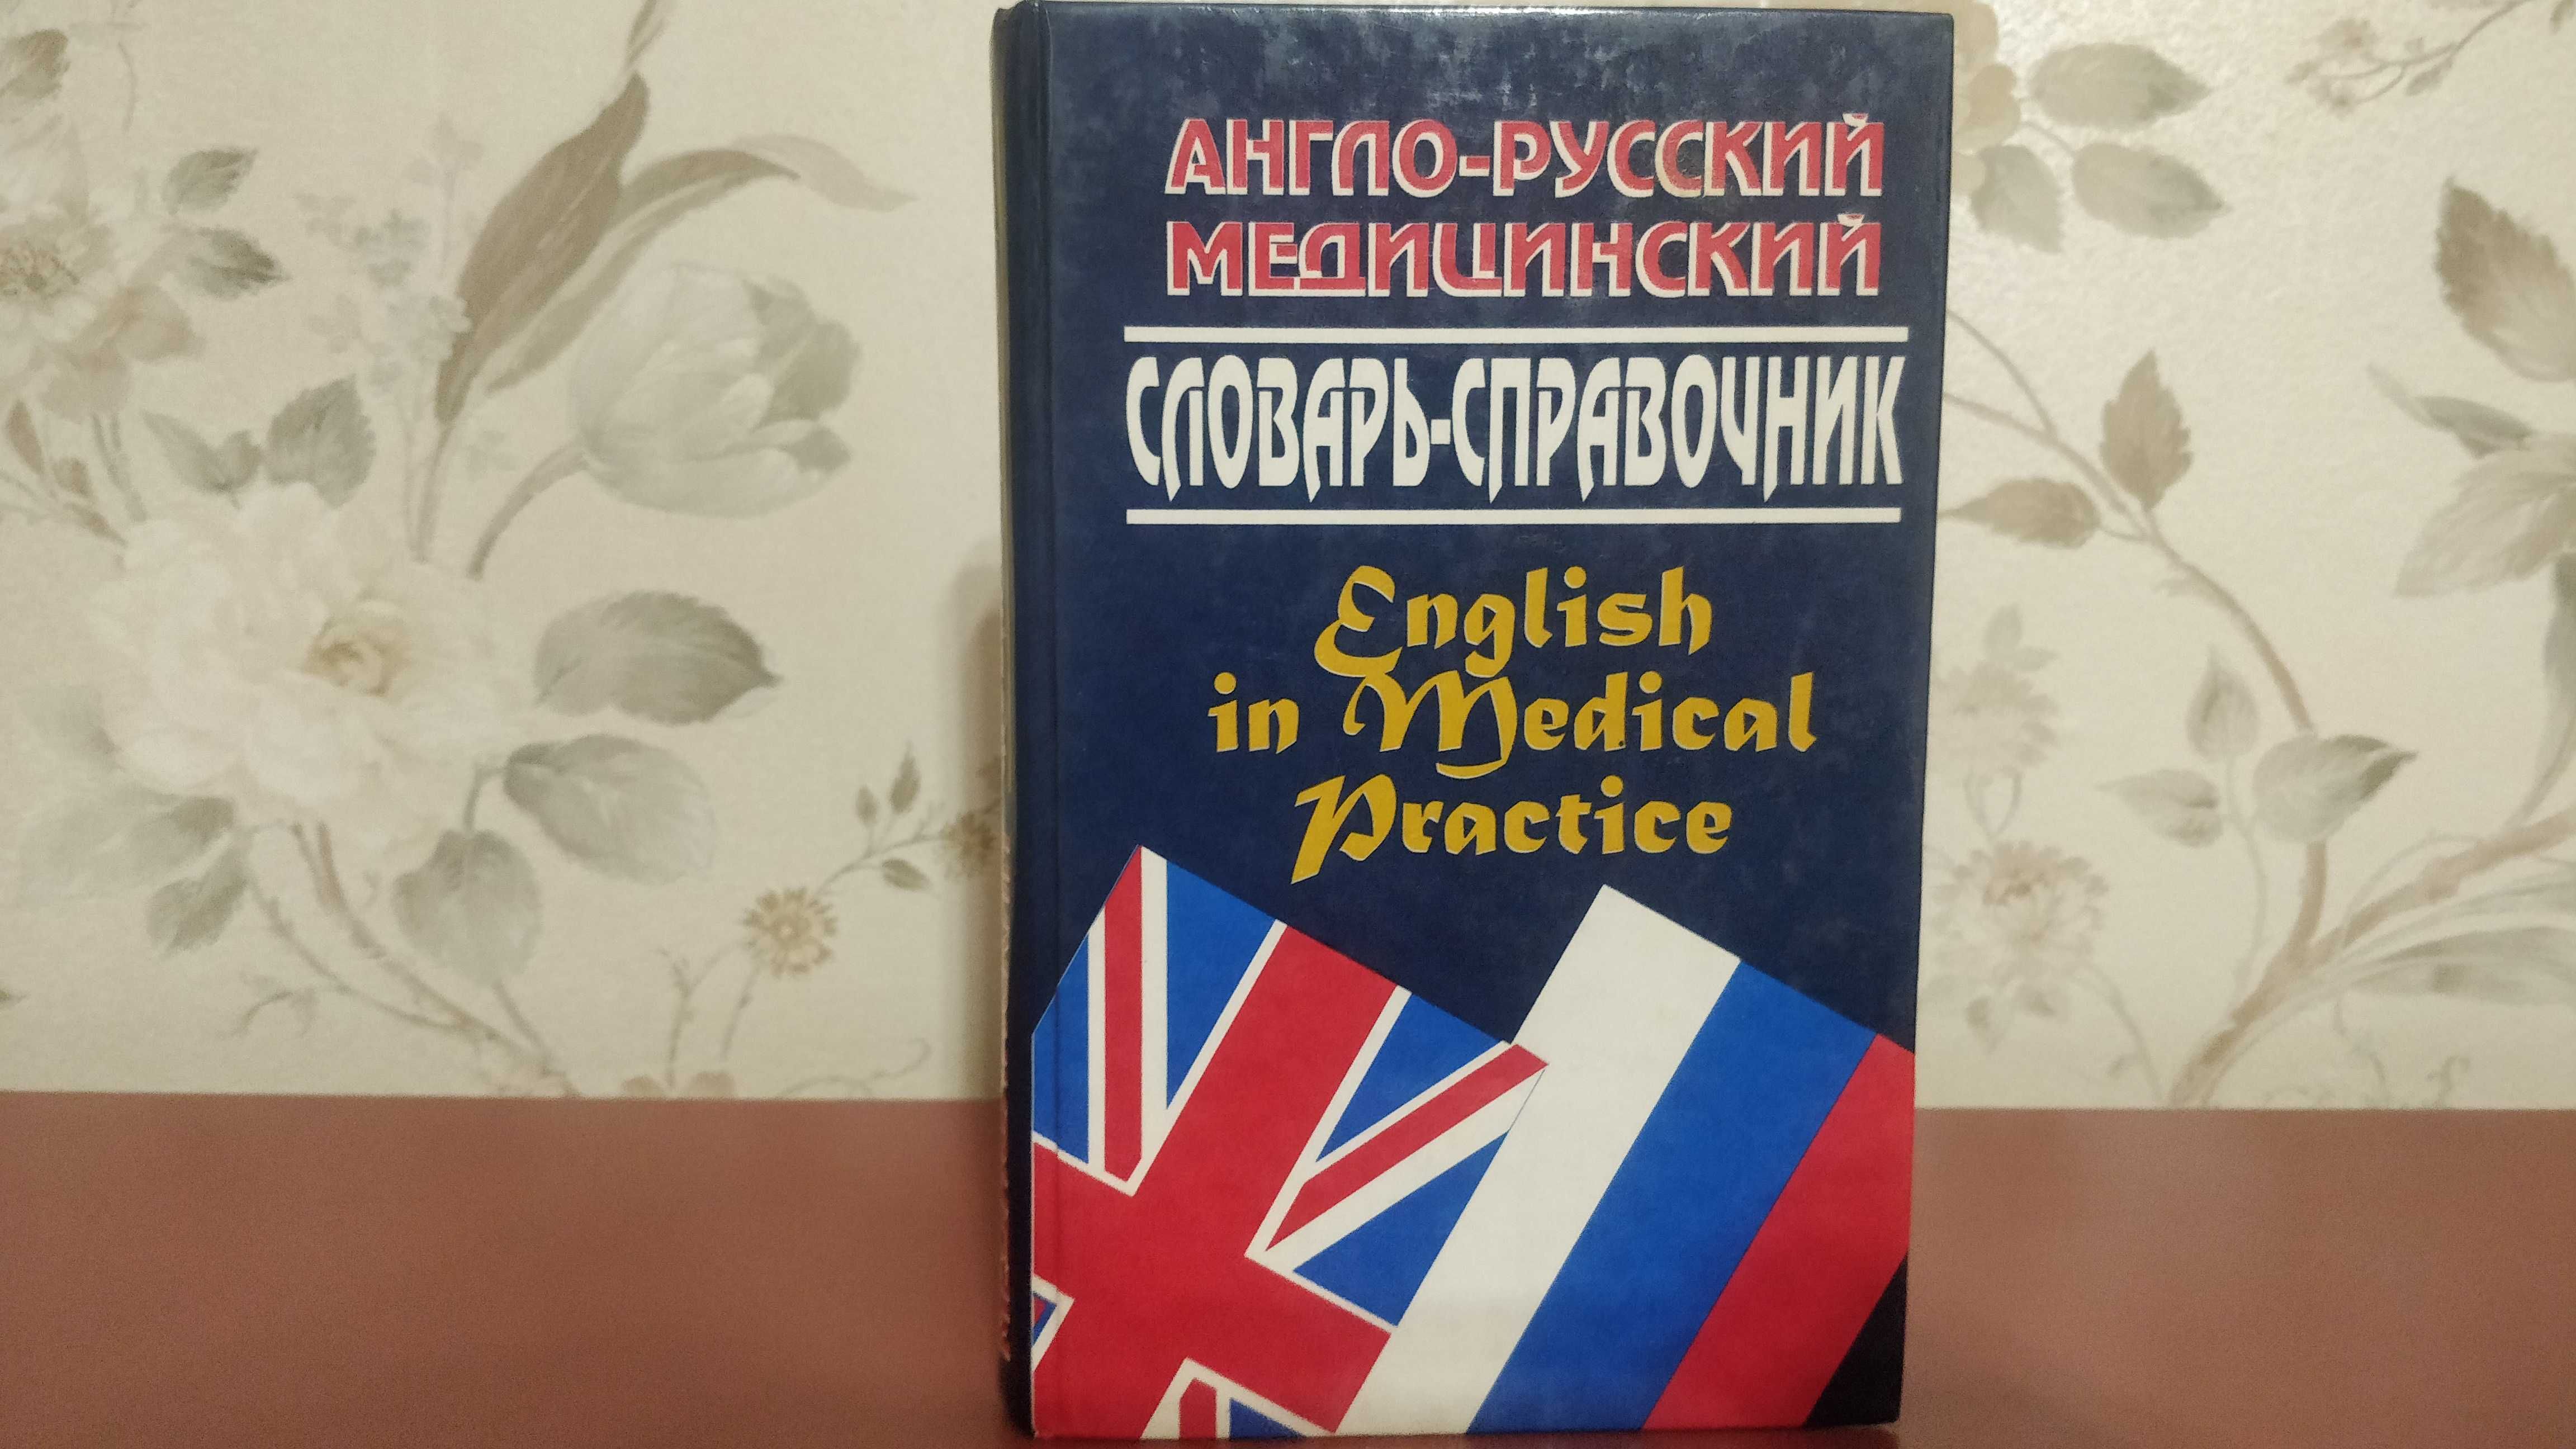 АНГЛО-РУССКИЙ
МЕДИЦИНСКИЙ
СЛОВАРЬ-СПРАВОЧНИК
English
in Medical
Practice